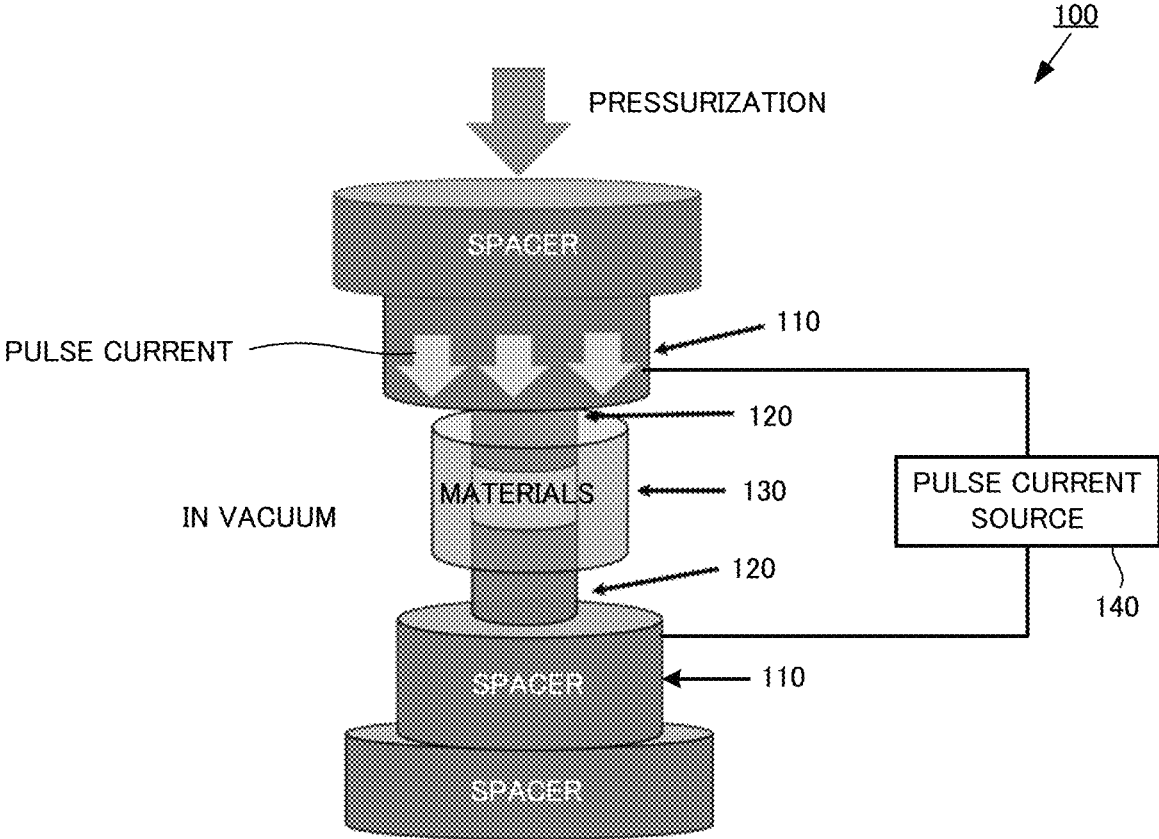 100
PRESSURIZATION
SPACER
110
PULSE CURRENT
120
MATERIALS
130
PULSE CURRENT
SOURCE
IN VACUUM
120
140
SPACER
110
SPACER